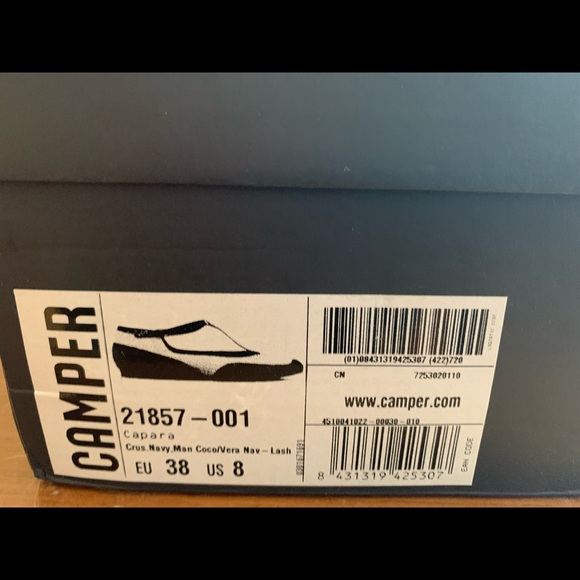 CAMPER
21857-001
Capara
Crus.Navy,Man Coco/Vera Nav-Lash
EU 38 US 8
(01)08431319425307 (422)720
CN 7253020110
www.camper.com
4510041022-00030-010
8 431319 425307
EAN CODE